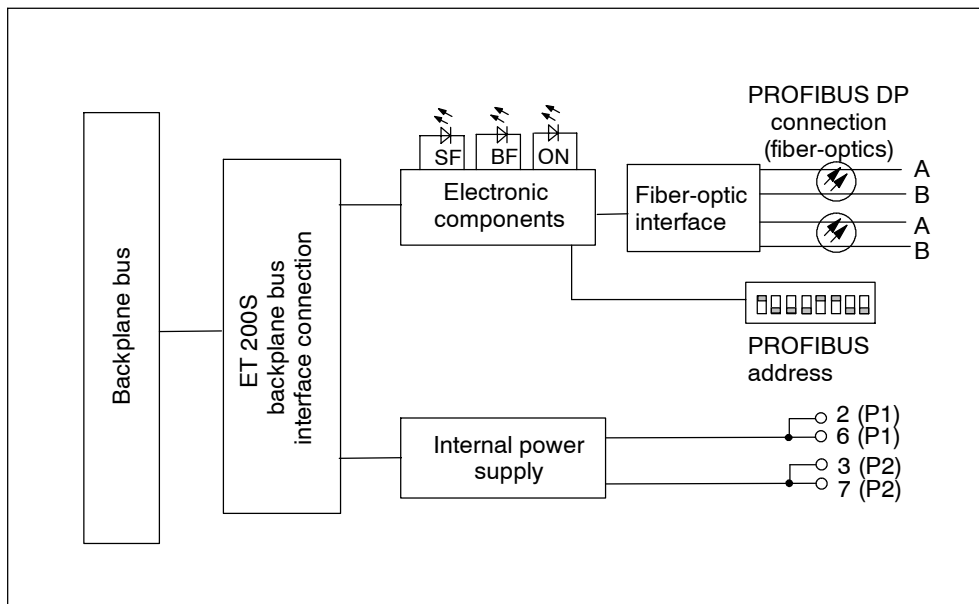 PROFIBUS DP
connection
(fiber-optics)
SF BF ON
A
B
A
B
Electronic
components
Fiber-optic
interface
Backplane bus
ET 200S
backplane bus
interface connection
PROFIBUS
address
Internal power
supply
2 (P1)
6 (P1)
3 (P2)
7 (P2)